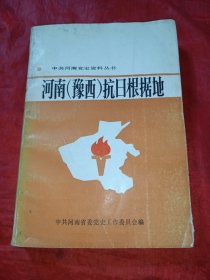 中共河南党史资料丛书
河南(豫西)抗日根据地
中共河南省委党史工作委员会编